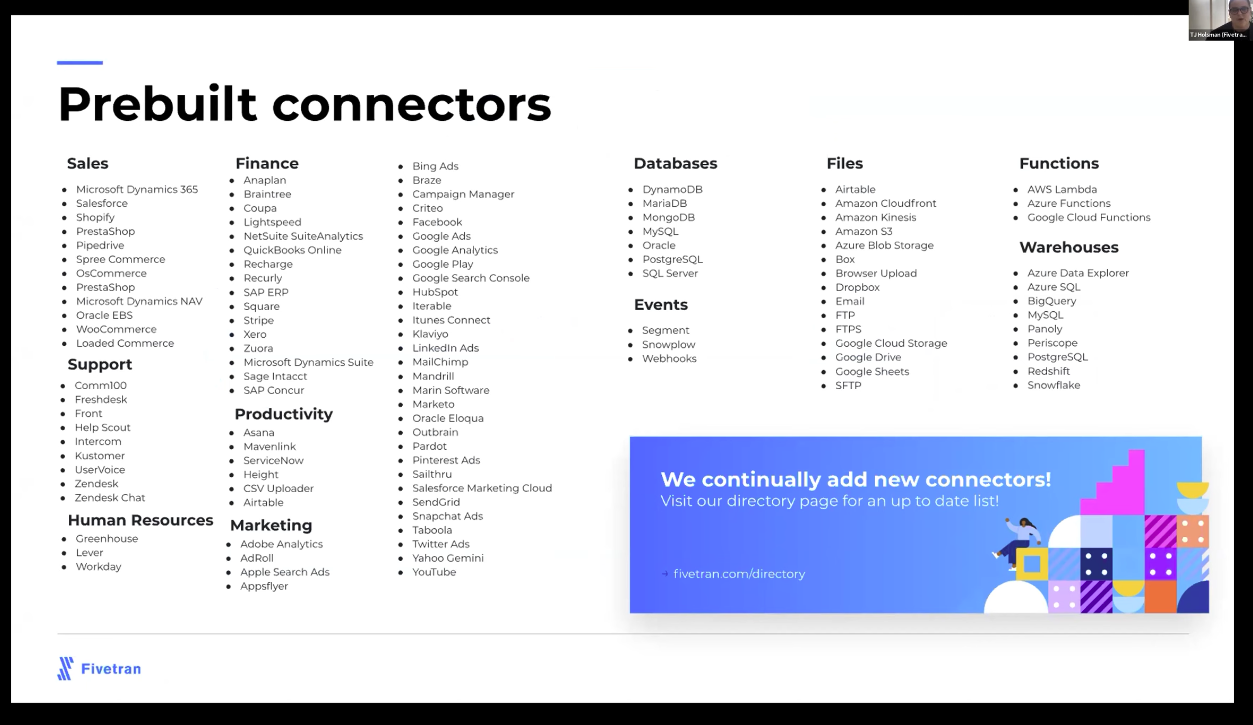 TJ Holsman (Fivetra...
Prebuilt connectors
Sales
Microsoft Dynamics 365
Salesforce
Shopify
PrestaShop
Pipedrive
Spree Commerce
OsCommerce
PrestaShop
Microsoft Dynamics NAV
Oracle EBS
WooCommerce
Loaded Commerce
Support
Comm100
Freshdesk
Front
Help Scout
Intercom
Kustomer
UserVoice
Zendesk
Zendesk Chat
Human Resources
Greenhouse
Lever
Workday
Finance
Anaplan
Braintree
Coupa
Lightspeed
NetSuite SuiteAnalytics
QuickBooks Online
Recharge
Recurly
SAP ERP
Square
Stripe
Xero
Zuora
Microsoft Dynamics Suite
Sage Intacct
SAP Concur
Productivity
Asana
Mavenlink
ServiceNow
Height
CSV Uploader
Airtable
Marketing
Adobe Analytics
AdRoll
Apple Search Ads
Appsflyer
Bing Ads
Braze
Campaign Manager
Criteo
Facebook
Google Ads
Google Analytics
Google Play
Google Search Console
HubSpot
Iterable
Itunes Connect
Klaviyo
LinkedIn Ads
MailChimp
Mandrill
Marin Software
Marketo
Oracle Eloqua
Outbrain
Pardot
Pinterest Ads
Sailthru
Salesforce Marketing Cloud
SendGrid
Snapchat Ads
Taboola
Twitter Ads
Yahoo Gemini
YouTube
Databases
DynamoDB
MariaDB
MongoDB
MySQL
Oracle
PostgreSQL
SQL Server
Events
Segment
Snowplow
Webhooks
Files
Airtable
Amazon Cloudfront
Amazon Kinesis
Amazon S3
Azure Blob Storage
Box
Browser Upload
Dropbox
Email
FTP
FTPS
Google Cloud Storage
Google Drive
Google Sheets
SFTP
Functions
AWS Lambda
Azure Functions
Google Cloud Functions
Warehouses
Azure Data Explorer
Azure SQL
BigQuery
MySQL
Panoly
Periscope
PostgreSQL
Redshift
Snowflake
We continually add new connectors!
Visit our directory page for an up to date list!
→ fivetran.com/directory
Fivetran